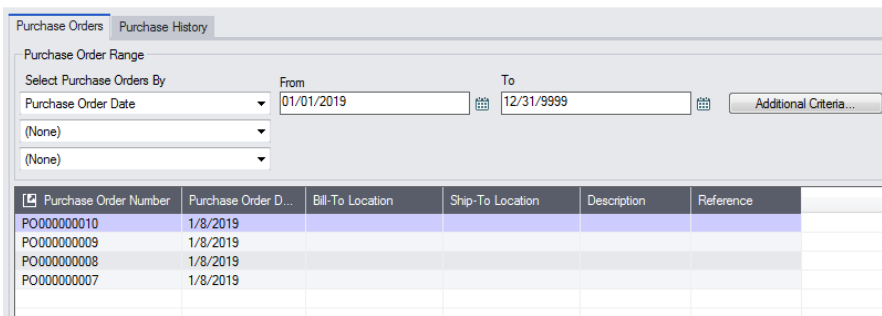 Purchase Orders Purchase History
Purchase Order Range
Select Purchase Orders By From To
Purchase Order Date 01/01/2019 12/31/9999 Additional Criteria...
(None)
(None)
Purchase Order Number Purchase Order D... Bill-To Location Ship-To Location Description Reference
PO000000010 1/8/2019
PO000000009 1/8/2019
PO000000008 1/8/2019
PO000000007 1/8/2019